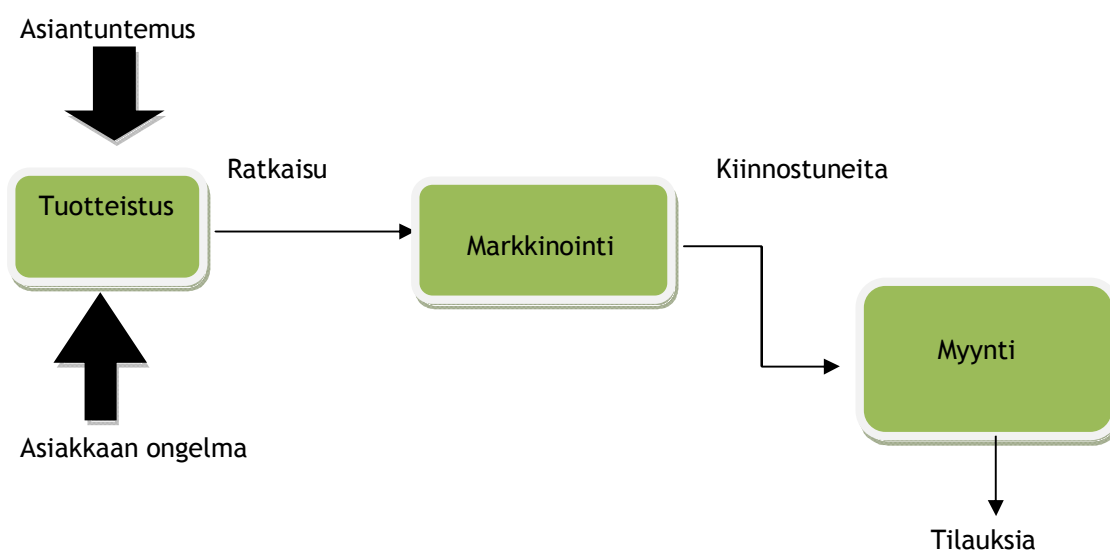 Asiantuntemus
Ratkaisu
Kiinnostuneita
Tuotteistus
Markkinointi
Myynti
Asiakkaan ongelma
Tilauksia